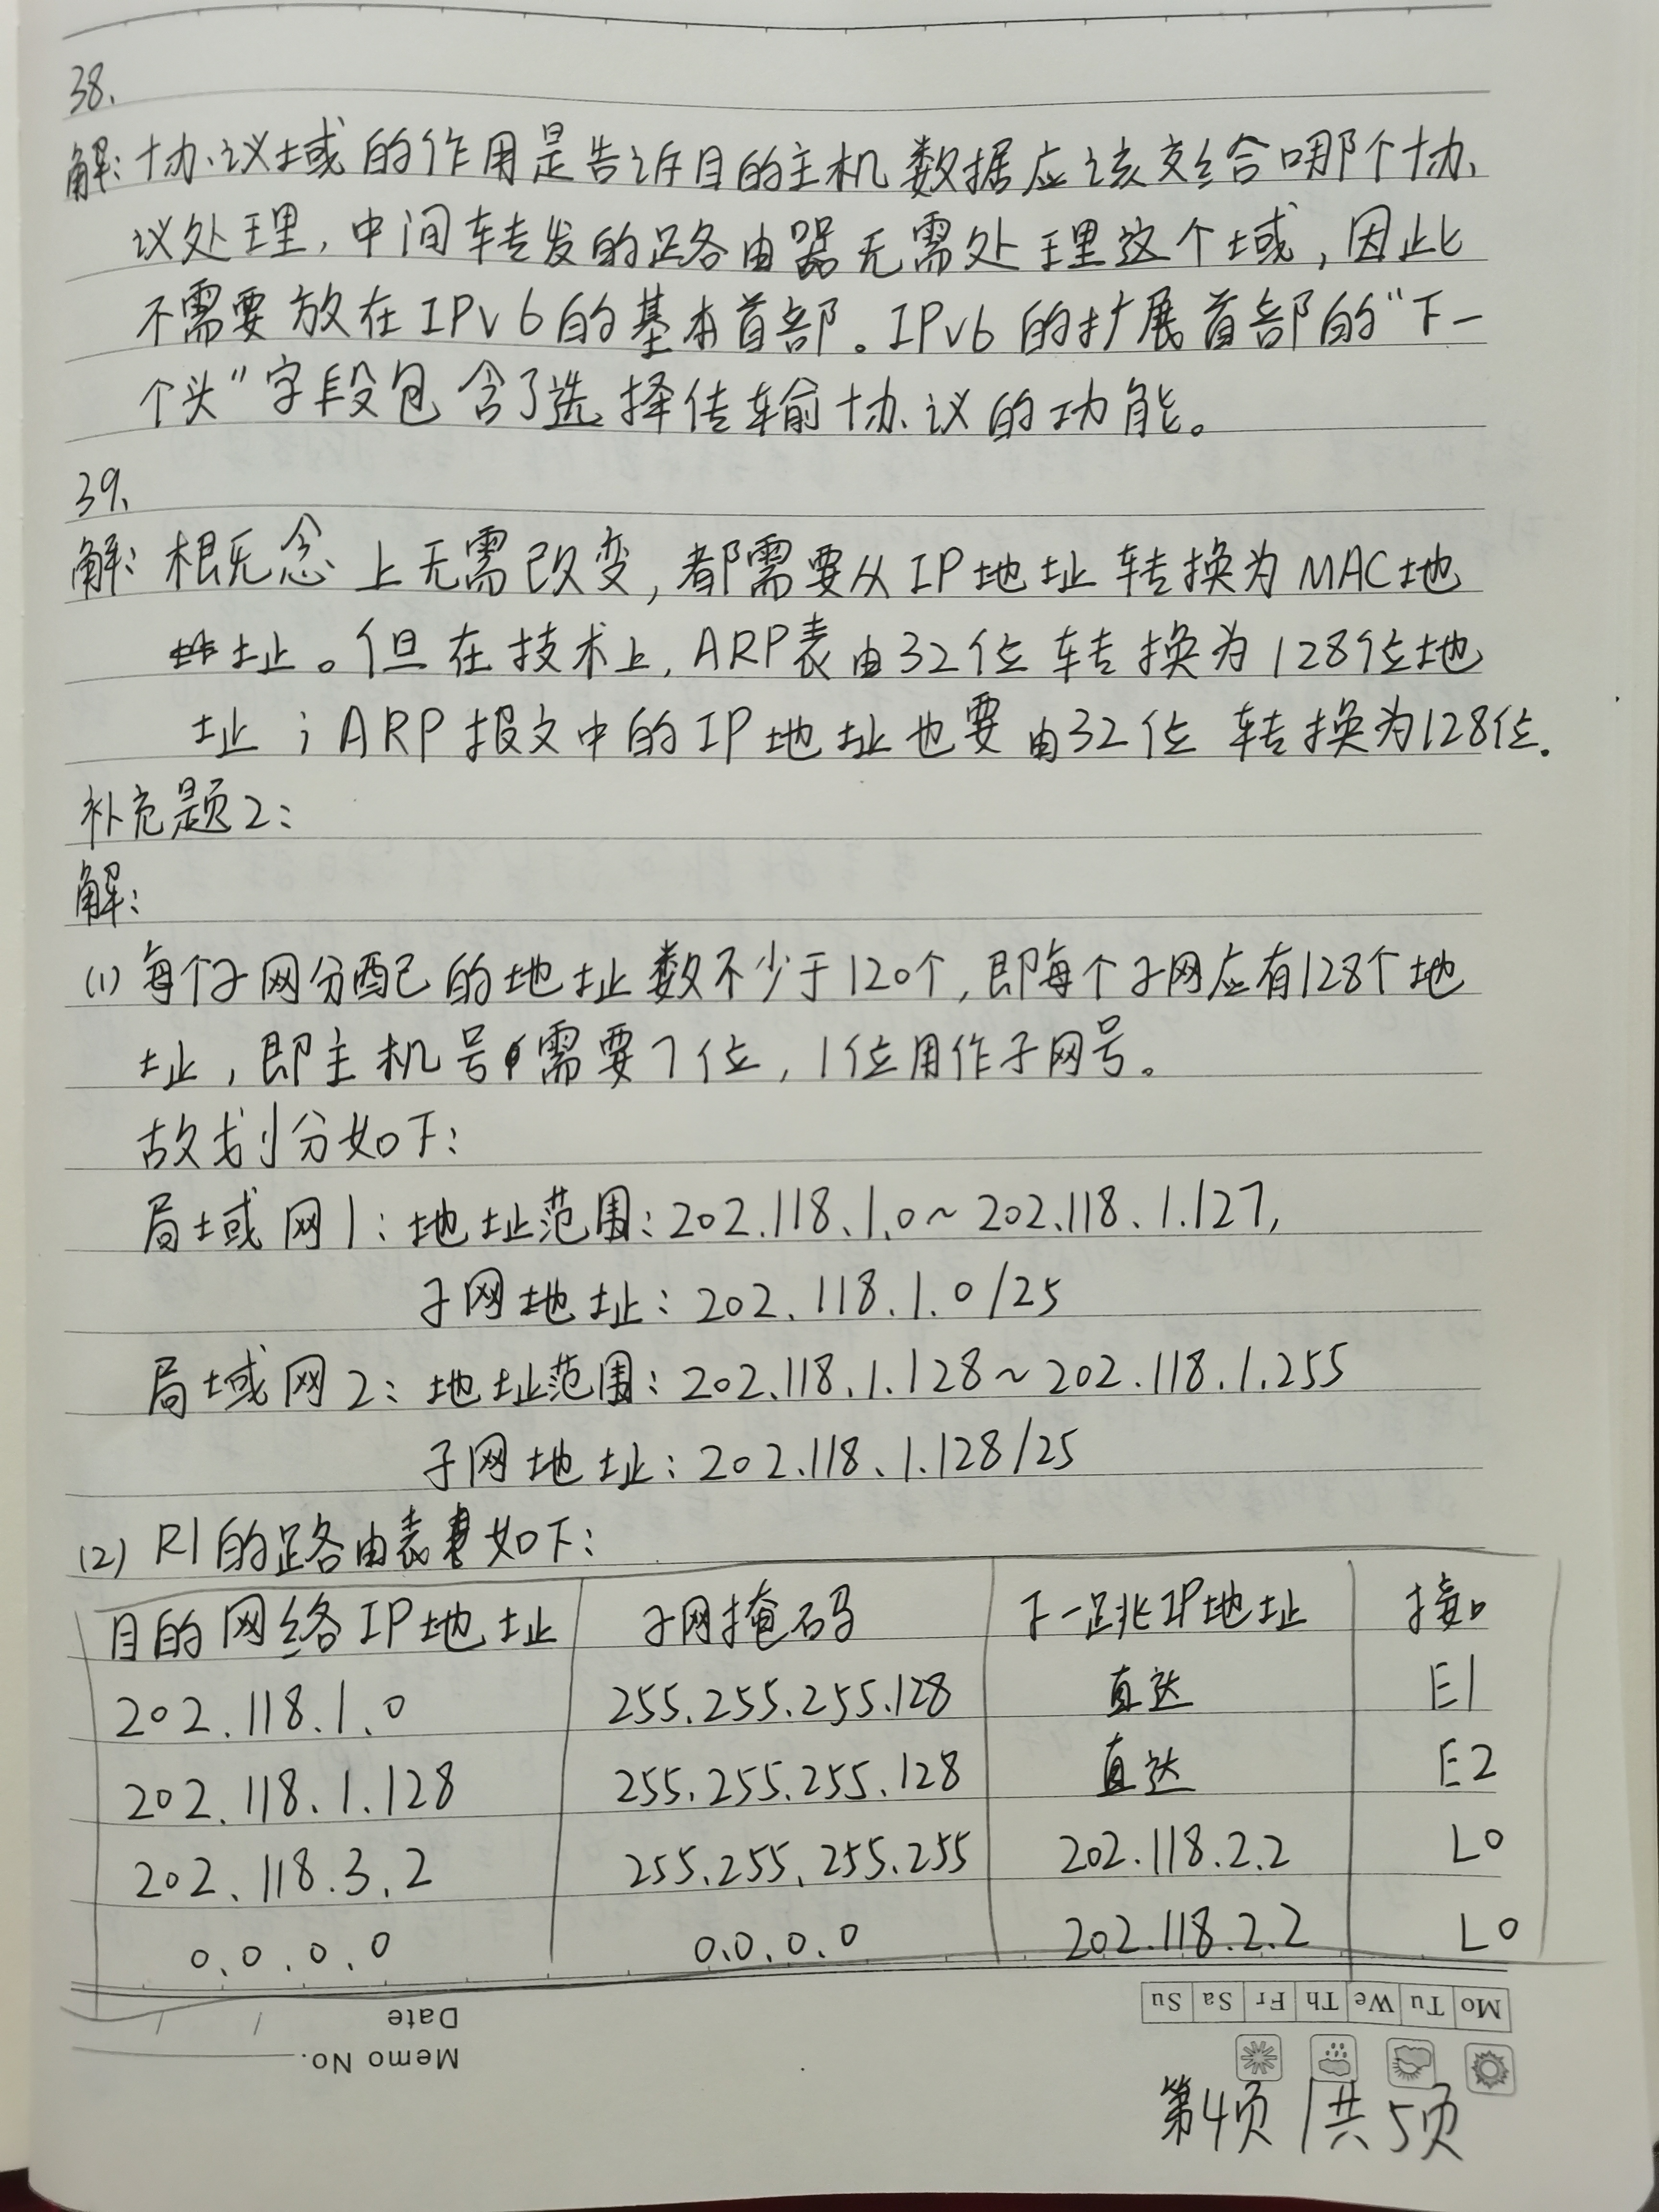 38.
解:协议域的作用是告诉目的主机数据应该交给哪个协
议处理,中间转发的路由器无需处理这个域,因此
不需要放在IPv6的基本首部。IPv6的扩展首部的“下一
个头”字段包含了选择传输协议的功能。
39.
解:概念上无需改变,都需要从IP地址转换为MAC地
址。但在技术上,ARP表由32位转换为128位地
址;ARP报文中的IP地址也要由32位转换为128位.
补充题2:
解:
(1)每个子网分配的地址数不少于120个,即每个子网应有128个地
址,即主机号需要7位,1位用作子网号。
故划分如下:
局域网1:地址范围:202.118.1.0~202.118.1.127,
子网地址:202.118.1.0/25
局域网2:地址范围:202.118.1.128~202.118.1.255
子网地址:202.118.1.128/25
(2)R1的路由表如下:
目的网络IP地址 子网掩码 下一跳IP地址 接口
202.118.1.0 255.255.255.128 直达 E1
202.118.1.128 255.255.255.128 直达 E2
202.118.3.2 255.255.255.255 202.118.2.2 L0
0.0.0.0 0.0.0.0 202.118.2.2 L0
Mo Tu We Th Fr Sa Su
Date / /
Memo No.
第4页/共5页